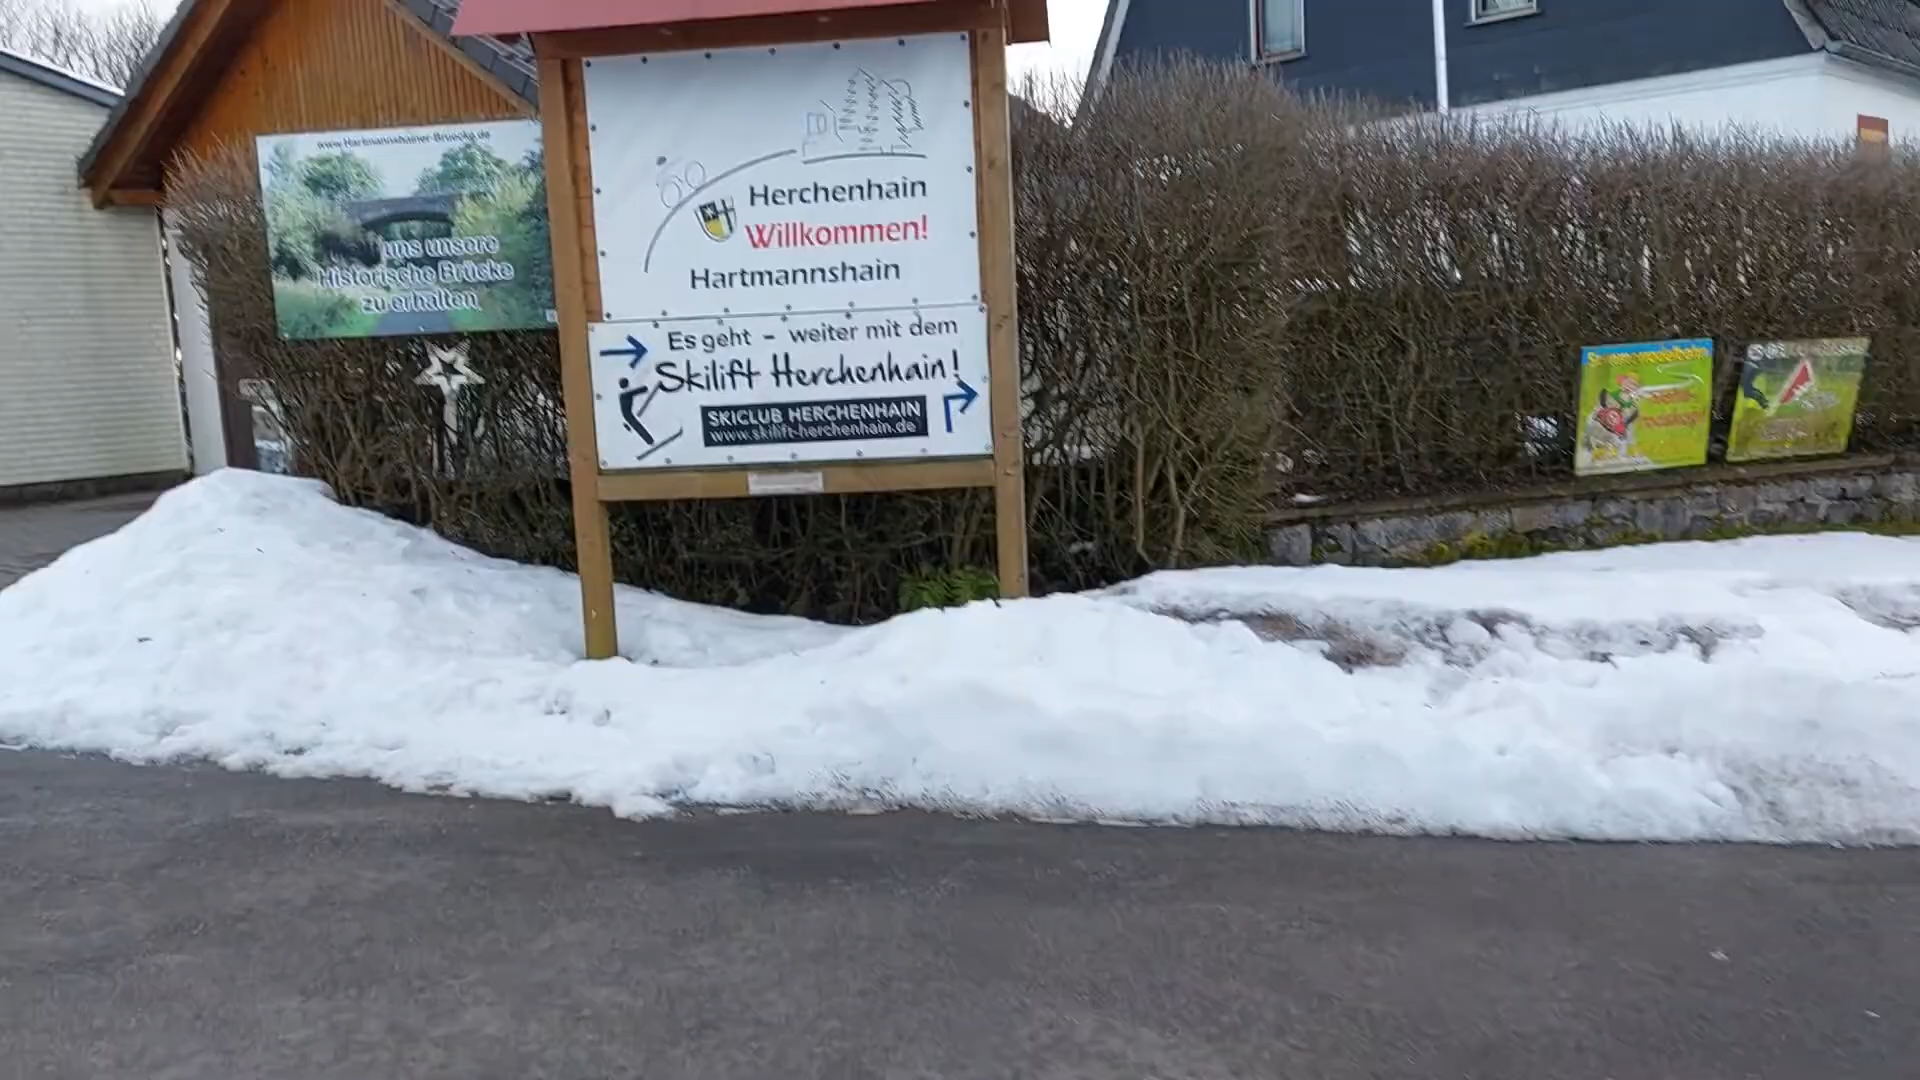 www.Hartmannshainer-Bruecke.de
uns unsere
Historische Brücke
zu erhalten
Herchenhain
Willkommen!
Hartmannshain
Es geht - weiter mit dem
Skilift Herchenhain!
SKICLUB HERCHENHAIN
www.skilift-herchenhain.de